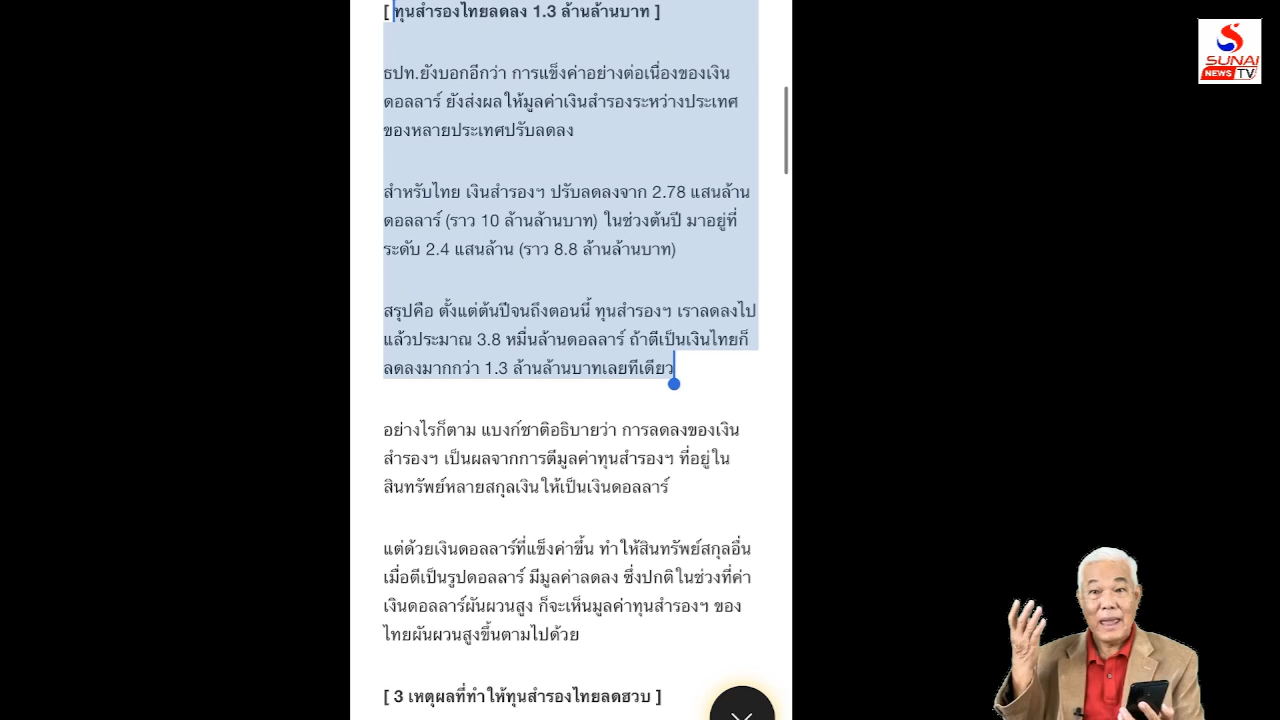 [ ทุนสำรองไทยลดลง 1.3 ล้านล้านบาท ]
ธปท.ยังบอกอีกว่า การแข็งค่าอย่างต่อเนื่องของเงิน
ดอลลาร์ ยังส่งผลให้มูลค่าเงินสำรองระหว่างประเทศ
ของหลายประเทศปรับลดลง
สำหรับไทย เงินสำรองฯ ปรับลดลงจาก 2.78 แสนล้าน
ดอลลาร์ (ราว 10 ล้านล้านบาท) ในช่วงต้นปี มาอยู่ที่
ระดับ 2.4 แสนล้าน (ราว 8.8 ล้านล้านบาท)
สรุปคือ ตั้งแต่ต้นปีจนถึงตอนนี้ ทุนสำรองฯ เราลดลงไป
แล้วประมาณ 3.8 หมื่นล้านดอลลาร์ ถ้าตีเป็นเงินไทยก็
ลดลงมากกว่า 1.3 ล้านล้านบาทเลยทีเดียว
อย่างไรก็ตาม แบงก์ชาติอธิบายว่า การลดลงของเงิน
สำรองฯ เป็นผลจากการตีมูลค่าทุนสำรองฯ ที่อยู่ใน
สินทรัพย์หลายสกุลเงินให้เป็นเงินดอลลาร์
แต่ด้วยเงินดอลลาร์ที่แข็งค่าขึ้น ทำให้สินทรัพย์สกุลอื่น
เมื่อตีเป็นรูปดอลลาร์ มีมูลค่าลดลง ซึ่งปกติในช่วงที่ค่า
เงินดอลลาร์ผันผวนสูง ก็จะเห็นมูลค่าทุนสำรองฯ ของ
ไทยผันผวนสูงขึ้นตามไปด้วย
[ 3 เหตุผลที่ทำให้ทุนสำรองไทยลดฮวบ ]
SUNAI
NEWS TV